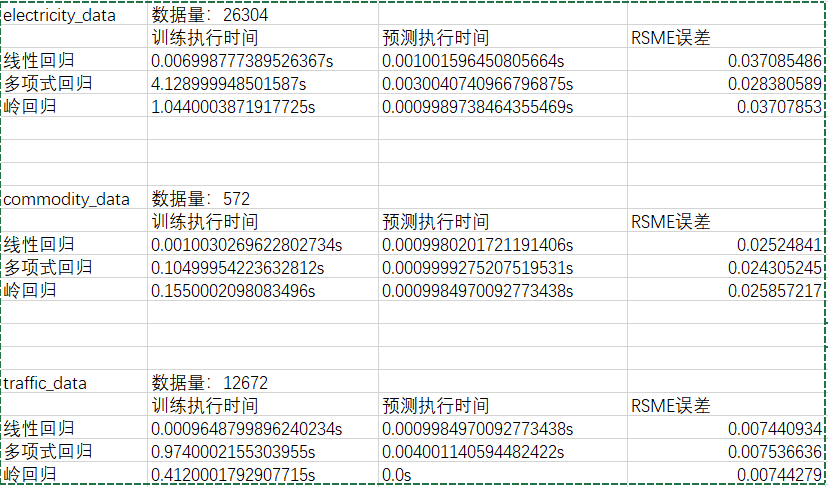 electricity_data 数据量：26304
训练执行时间 预测执行时间 RSME误差
线性回归 0.006998777389526367s 0.001001596450805664s 0.037085486
多项式回归 4.128999948501587s 0.0030040740966796875s 0.028380589
岭回归 1.0440003871917725s 0.0009989738464355469s 0.03707853
commodity_data 数据量：572
训练执行时间 预测执行时间 RSME误差
线性回归 0.0010030269622802734s 0.0009980201721191406s 0.02524841
多项式回归 0.10499954223632812s 0.0009999275207519531s 0.024305245
岭回归 0.1550002098083496s 0.0009984970092773438s 0.025857217
traffic_data 数据量：12672
训练执行时间 预测执行时间 RSME误差
线性回归 0.0009648799896240234s 0.0009984970092773438s 0.007440934
多项式回归 0.9740002155303955s 0.004001140594482422s 0.007536636
岭回归 0.4120001792907715s 0.0s 0.00744279